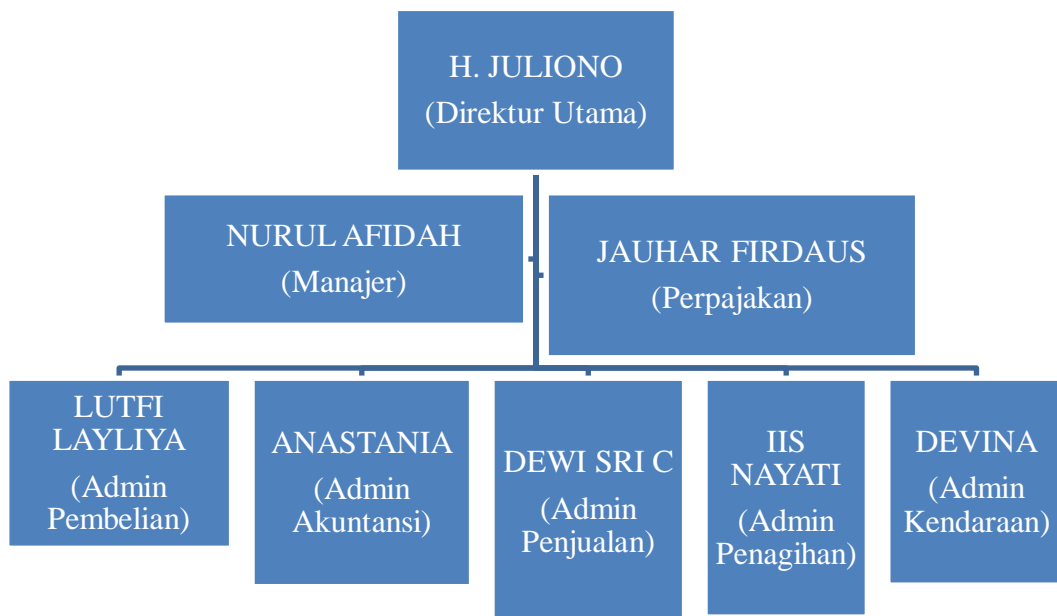 H. JULIONO
(Direktur Utama)
NURUL AFIDAH
(Manajer)
JAUHAR FIRDAUS
(Perpajakan)
LUTFI
LAYLIYA
(Admin
Pembelian)
ANASTANIA
(Admin
Akuntansi)
DEWI SRI C
(Admin
Penjualan)
IIS
NAYATI
(Admin
Penagihan)
DEVINA
(Admin
Kendaraan)